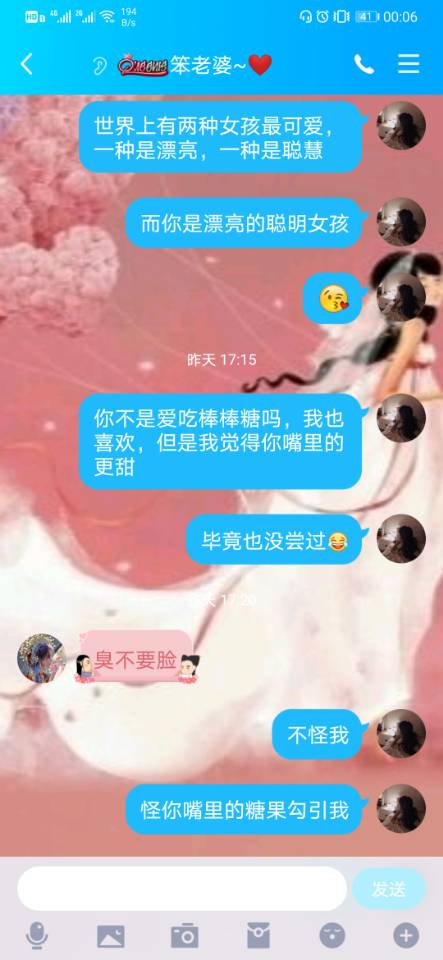 HD 4G 2G 194 B/s 41 00:06
笨老婆~❤️
世界上有两种女孩最可爱，
一种是漂亮，一种是聪慧
而你是漂亮的聪明女孩
😘
昨天 17:15
你不是爱吃棒棒糖吗，我也
喜欢，但是我觉得你嘴里的
更甜
毕竟也没尝过😂
天 17:20
臭不要脸
不怪我
怪你嘴里的糖果勾引我
发送